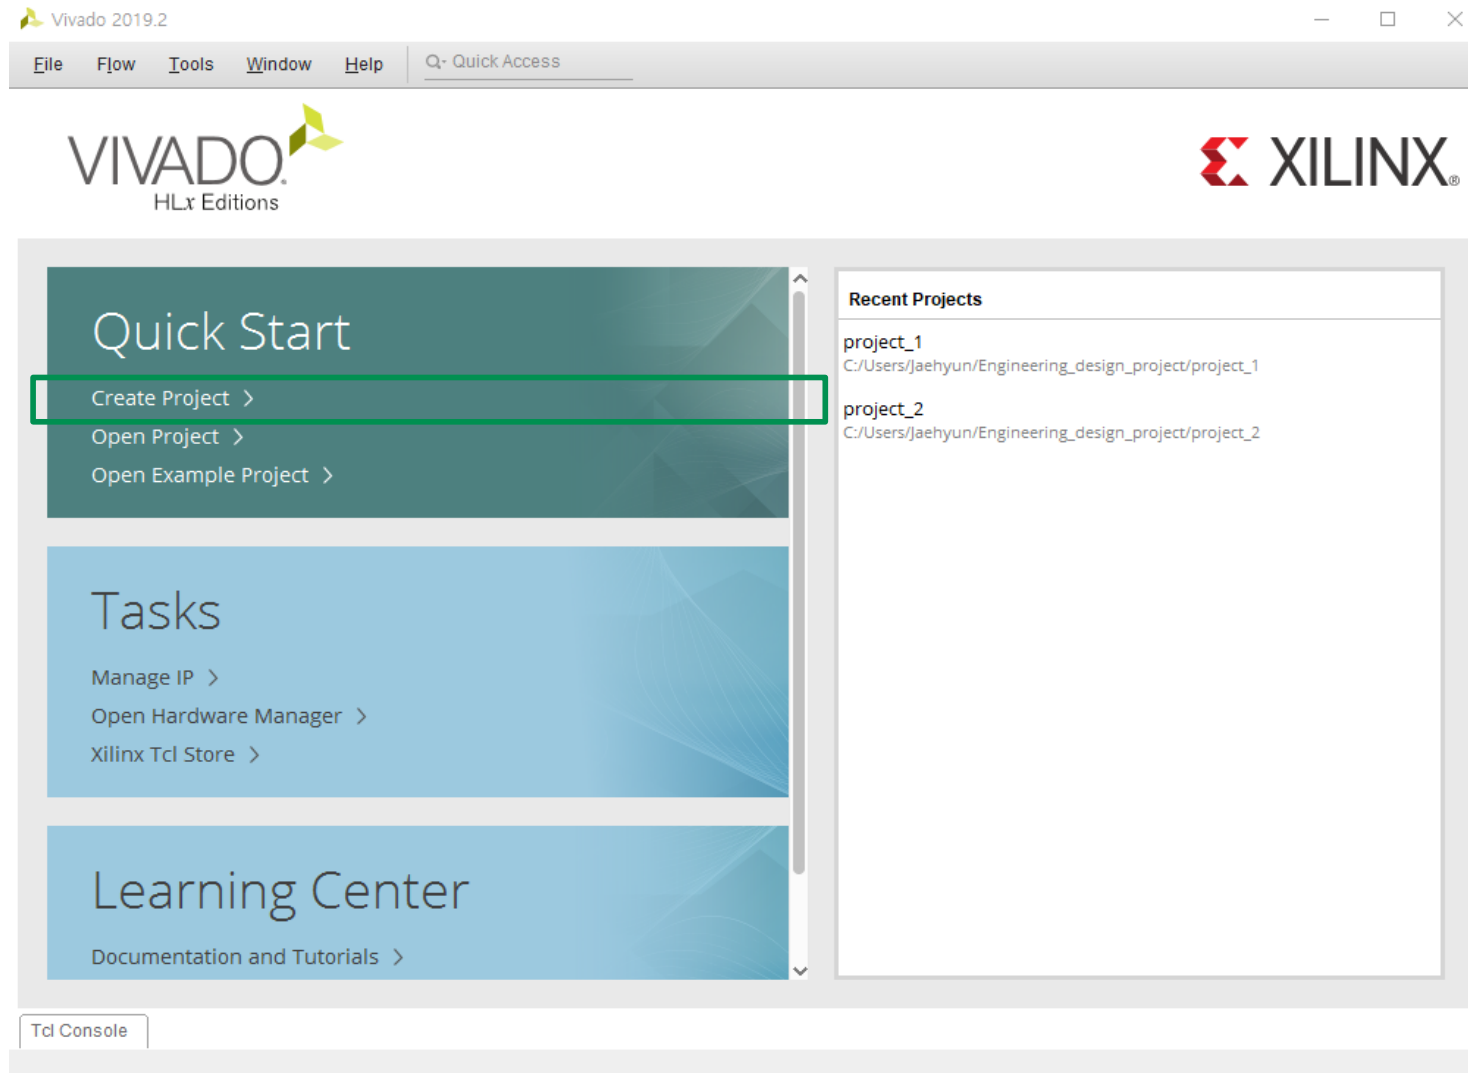 Vivado 2019.2
File Flow Tools Window Help Quick Access
VIVADO.
HLx Editions
XILINX®
Quick Start
Create Project >
Open Project >
Open Example Project >
Tasks
Manage IP >
Open Hardware Manager >
Xilinx Tcl Store >
Learning Center
Documentation and Tutorials >
Recent Projects
project_1
C:/Users/Jaehyun/Engineering_design_project/project_1
project_2
C:/Users/Jaehyun/Engineering_design_project/project_2
Tcl Console